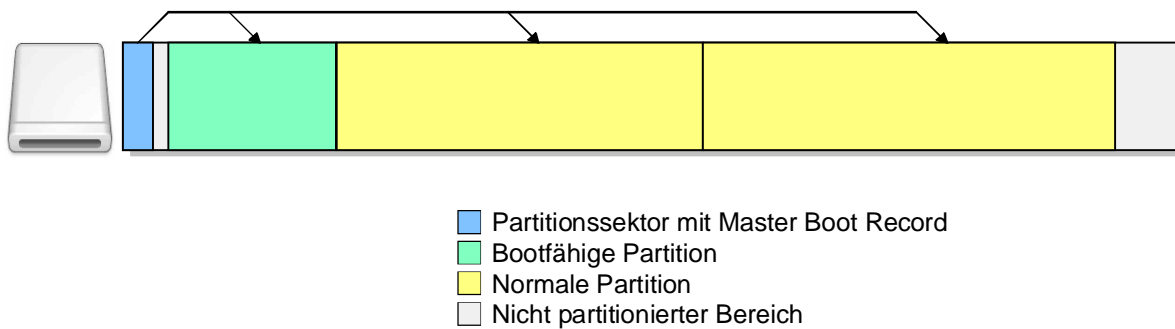 Partitionssektor mit Master Boot Record
Bootfähige Partition
Normale Partition
Nicht partitionierter Bereich